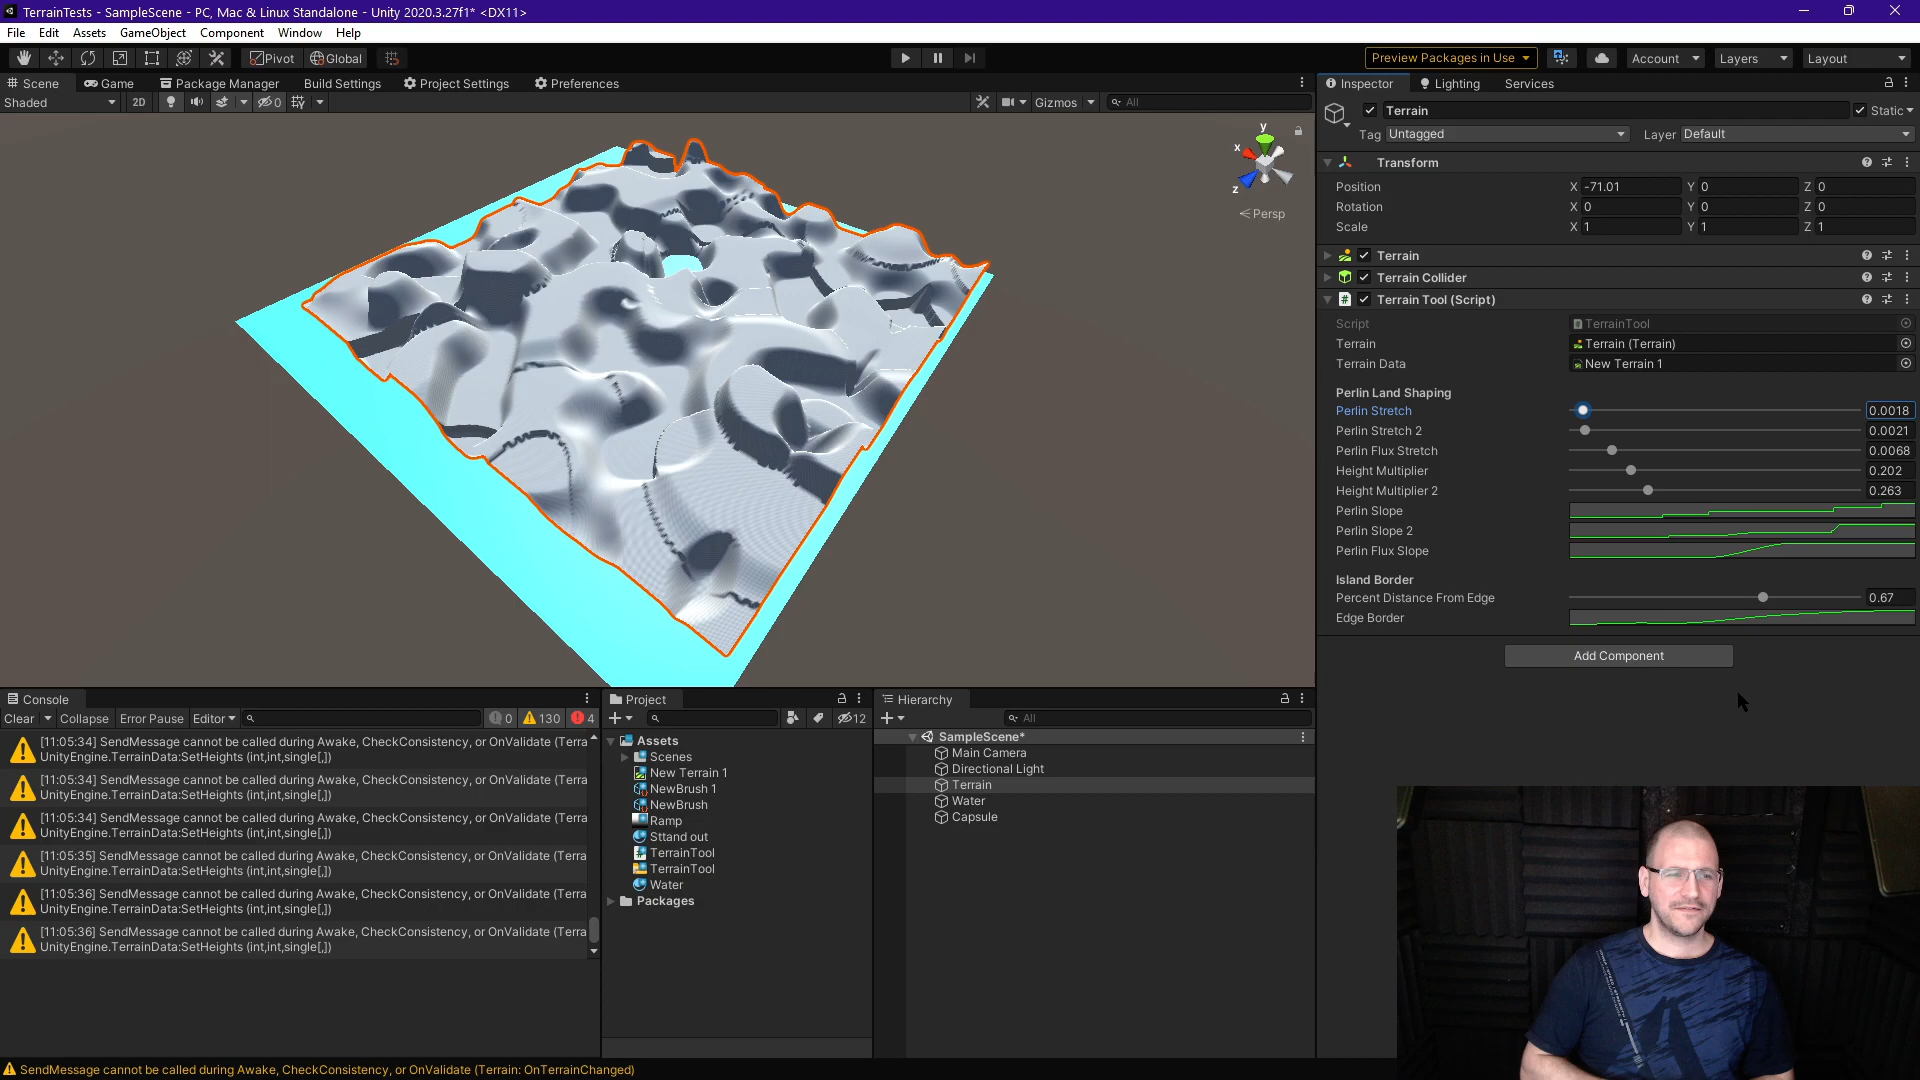 TerrainTests - SampleScene - PC, Mac & Linux Standalone - Unity 2020.3.27f1* <DX11>
File Edit Assets GameObject Component Window Help
Pivot Global Preview Packages in Use Account Layers Layout
Scene Game Package Manager Build Settings Project Settings Preferences
Shaded 2D 0 Gizmos All
y
x
z
Persp
Inspector Lighting Services
Terrain Static
Tag Untagged Layer Default
Transform
Position X -71.01 Y 0 Z 0
Rotation X 0 Y 0 Z 0
Scale X 1 Y 1 Z 1
Terrain
Terrain Collider
Terrain Tool (Script)
Script TerrainTool
Terrain Terrain (Terrain)
Terrain Data New Terrain 1
Perlin Land Shaping
Perlin Stretch 0.0018
Perlin Stretch 2 0.0021
Perlin Flux Stretch 0.0068
Height Multiplier 0.202
Height Multiplier 2 0.263
Perlin Slope
Perlin Slope 2
Perlin Flux Slope
Island Border
Percent Distance From Edge 0.67
Edge Border
Add Component
Console
Clear Collapse Error Pause Editor 0 130 4
[11:05:34] SendMessage cannot be called during Awake, CheckConsistency, or OnValidate (Terra
UnityEngine.TerrainData:SetHeights (int,int,single[,])
[11:05:34] SendMessage cannot be called during Awake, CheckConsistency, or OnValidate (Terra
UnityEngine.TerrainData:SetHeights (int,int,single[,])
[11:05:34] SendMessage cannot be called during Awake, CheckConsistency, or OnValidate (Terra
UnityEngine.TerrainData:SetHeights (int,int,single[,])
[11:05:35] SendMessage cannot be called during Awake, CheckConsistency, or OnValidate (Terra
UnityEngine.TerrainData:SetHeights (int,int,single[,])
[11:05:36] SendMessage cannot be called during Awake, CheckConsistency, or OnValidate (Terra
UnityEngine.TerrainData:SetHeights (int,int,single[,])
[11:05:36] SendMessage cannot be called during Awake, CheckConsistency, or OnValidate (Terra
UnityEngine.TerrainData:SetHeights (int,int,single[,])
Project
12
Assets
Scenes
New Terrain 1
NewBrush 1
NewBrush
Ramp
Sttand out
TerrainTool
TerrainTool
Water
Packages
Hierarchy
All
SampleScene*
Main Camera
Directional Light
Terrain
Water
Capsule
SendMessage cannot be called during Awake, CheckConsistency, or OnValidate (Terrain: OnTerrainChanged)